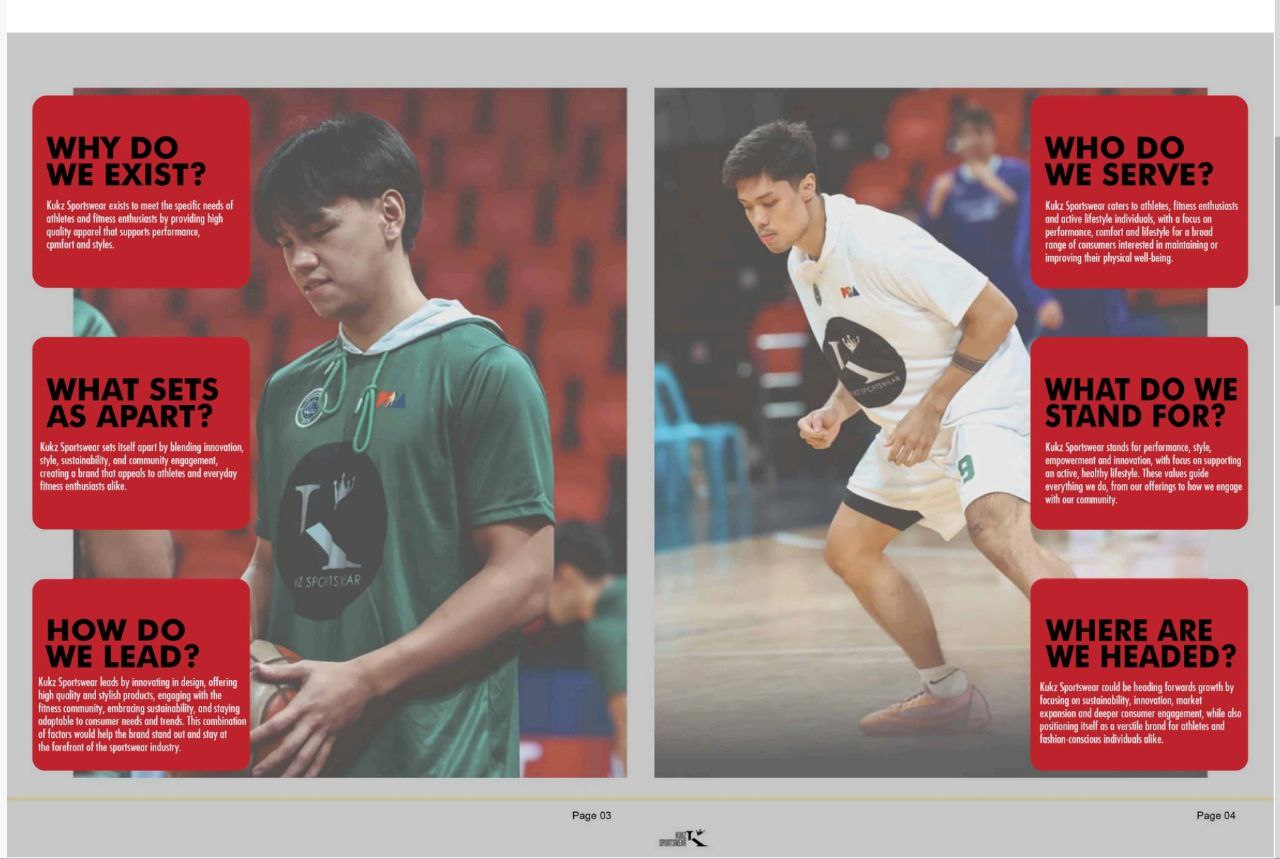 WHY DO
WE EXIST?
Kukz Sportswear exists to meet the specific needs of
athletes and fitness enthusiasts by providing high
quality apparel that supports performance,
cpmfort and styles.
WHAT SETS
AS APART?
Kukz Sportswear sets itself apart by blending innovation,
style, sustainability, and community engagement,
creating a brand that appeals to athletes and everyday
fitness enthusiasts alike.
HOW DO
WE LEAD?
Kukz Sportswear leads by innovating in design, offering
high quality and stylish products, engaging with the
fitness community, embracing sustainability, and staying
adoptable to consumer needs and trends. This combination
of factors would help the brand stand out and stay at
the forefront of the sportswear industry.
K
KZ SPORTSWEAR
Page 03
WHO DO
WE SERVE?
Kukz Sportswear caters to athletes, fitness enthusiasts
and active lifestyle individuals, with a focus on
performance, comfort and lifestyle for a broad
range of consumers interested in maintaining or
improving their physical well-being.
WHAT DO WE
STAND FOR?
Kukz Sportswear stands for performance, style,
empowerment and innovation, with focus on supporting
an active, healthy lifestyle. These values guide
everything we do, from our offerings to how we engage
with our community.
WHERE ARE
WE HEADED?
Kukz Sportswear could be heading forwards growth by
focusing on sustainability, innovation, market
expansion and deeper consumer engagement, while also
positioning itself as a verstile brand for athletes and
fashion-conscious individuals alike.
K
KZ SPORTSWEAR
9
Page 04
KUKZ
SPORTSWEAR
K